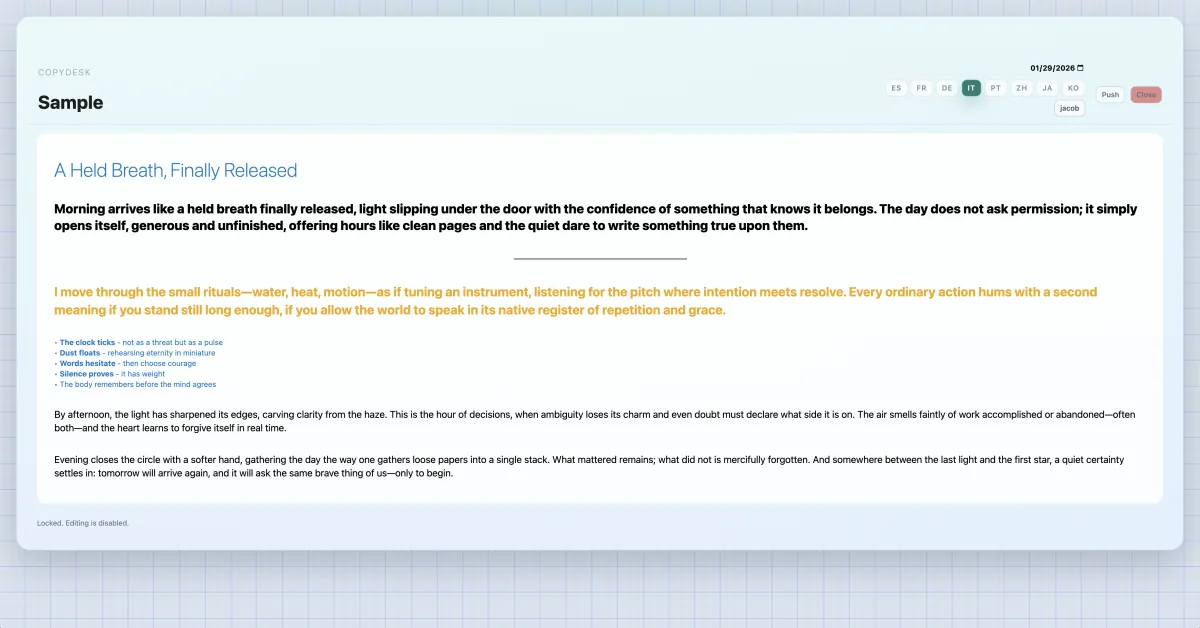 COPYDESK
Sample
01/29/2026
ES FR DE IT PT ZH JA KO
jacob
Push
Close
A Held Breath, Finally Released
Morning arrives like a held breath finally released, light slipping under the door with the confidence of something that knows it belongs. The day does not ask permission; it simply
opens itself, generous and unfinished, offering hours like clean pages and the quiet dare to write something true upon them.
I move through the small rituals—water, heat, motion—as if tuning an instrument, listening for the pitch where intention meets resolve. Every ordinary action hums with a second
meaning if you stand still long enough, if you allow the world to speak in its native register of repetition and grace.
• The clock ticks - not as a threat but as a pulse
• Dust floats - rehearsing eternity in miniature
• Words hesitate - then choose courage
• Silence proves - it has weight
• The body remembers before the mind agrees
By afternoon, the light has sharpened its edges, carving clarity from the haze. This is the hour of decisions, when ambiguity loses its charm and even doubt must declare what side it is on. The air smells faintly of work accomplished or abandoned—often
both—and the heart learns to forgive itself in real time.
Evening closes the circle with a softer hand, gathering the day the way one gathers loose papers into a single stack. What mattered remains; what did not is mercifully forgotten. And somewhere between the last light and the first star, a quiet certainty
settles in: tomorrow will arrive again, and it will ask the same brave thing of us—only to begin.
Locked. Editing is disabled.